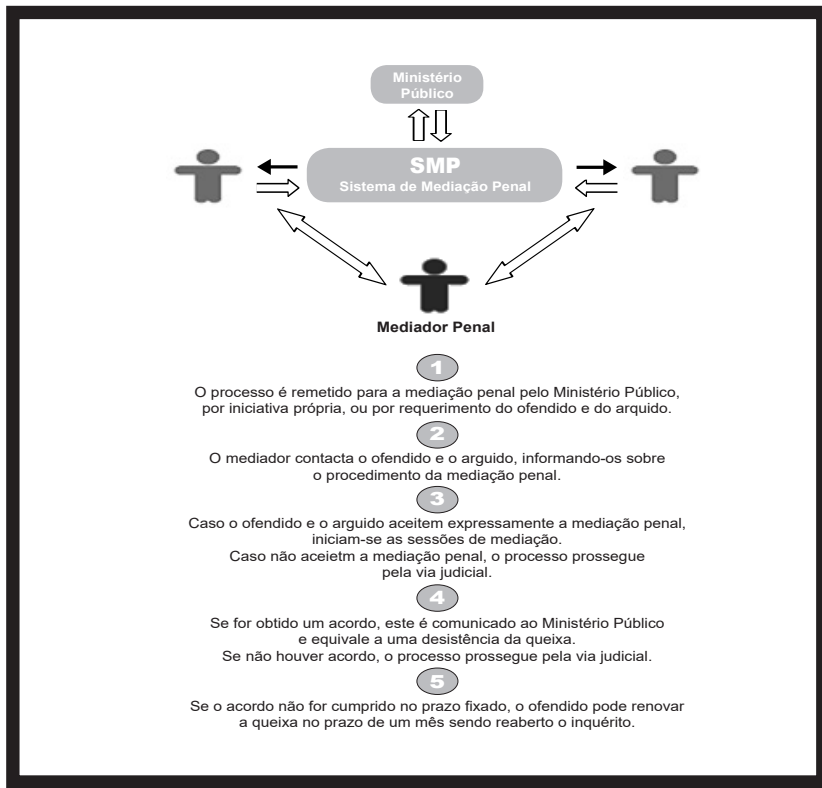 Ministério
Público
SMP
Sistema de Mediação Penal
Mediador Penal
1
O processo é remetido para a mediação penal pelo Ministério Público,
por iniciativa própria, ou por requerimento do ofendido e do arquido.
2
O mediador contacta o ofendido e o arguido, informando-os sobre
o procedimento da mediação penal.
3
Caso o ofendido e o arguido aceitem expressamente a mediação penal,
iniciam-se as sessões de mediação.
Caso não aceietm a mediação penal, o processo prossegue
pela via judicial.
4
Se for obtido um acordo, este é comunicado ao Ministério Público
e equivale a uma desistência da queixa.
Se não houver acordo, o processo prossegue pela via judicial.
5
Se o acordo não for cumprido no prazo fixado, o ofendido pode renovar
a queixa no prazo de um mês sendo reaberto o inquérito.